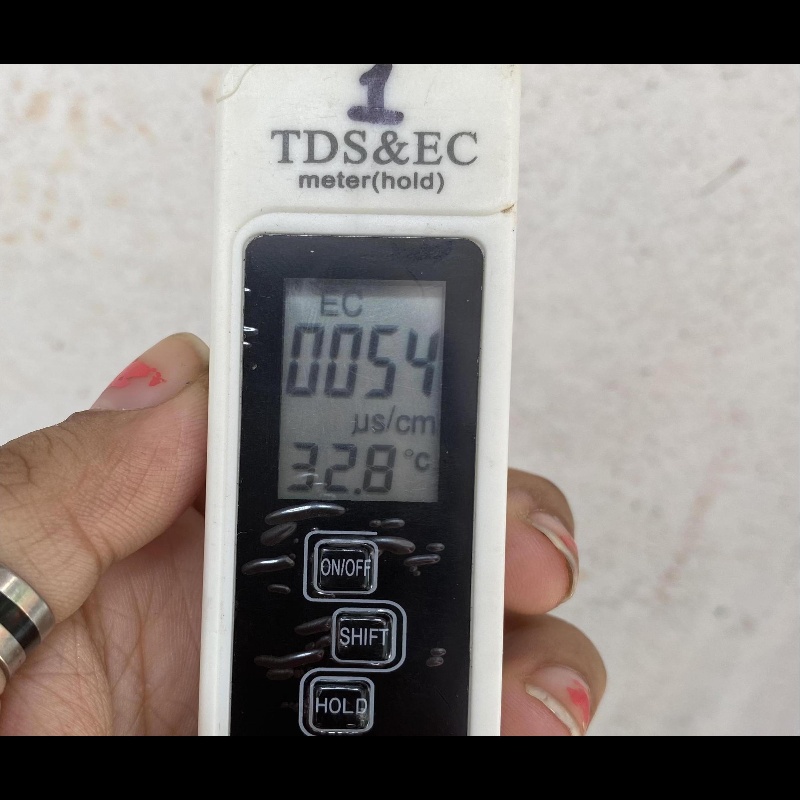 1
TDS&EC
meter(hold)
EC
0054
µs/cm
32.8 °c
ON/OFF
SHIFT
HOLD